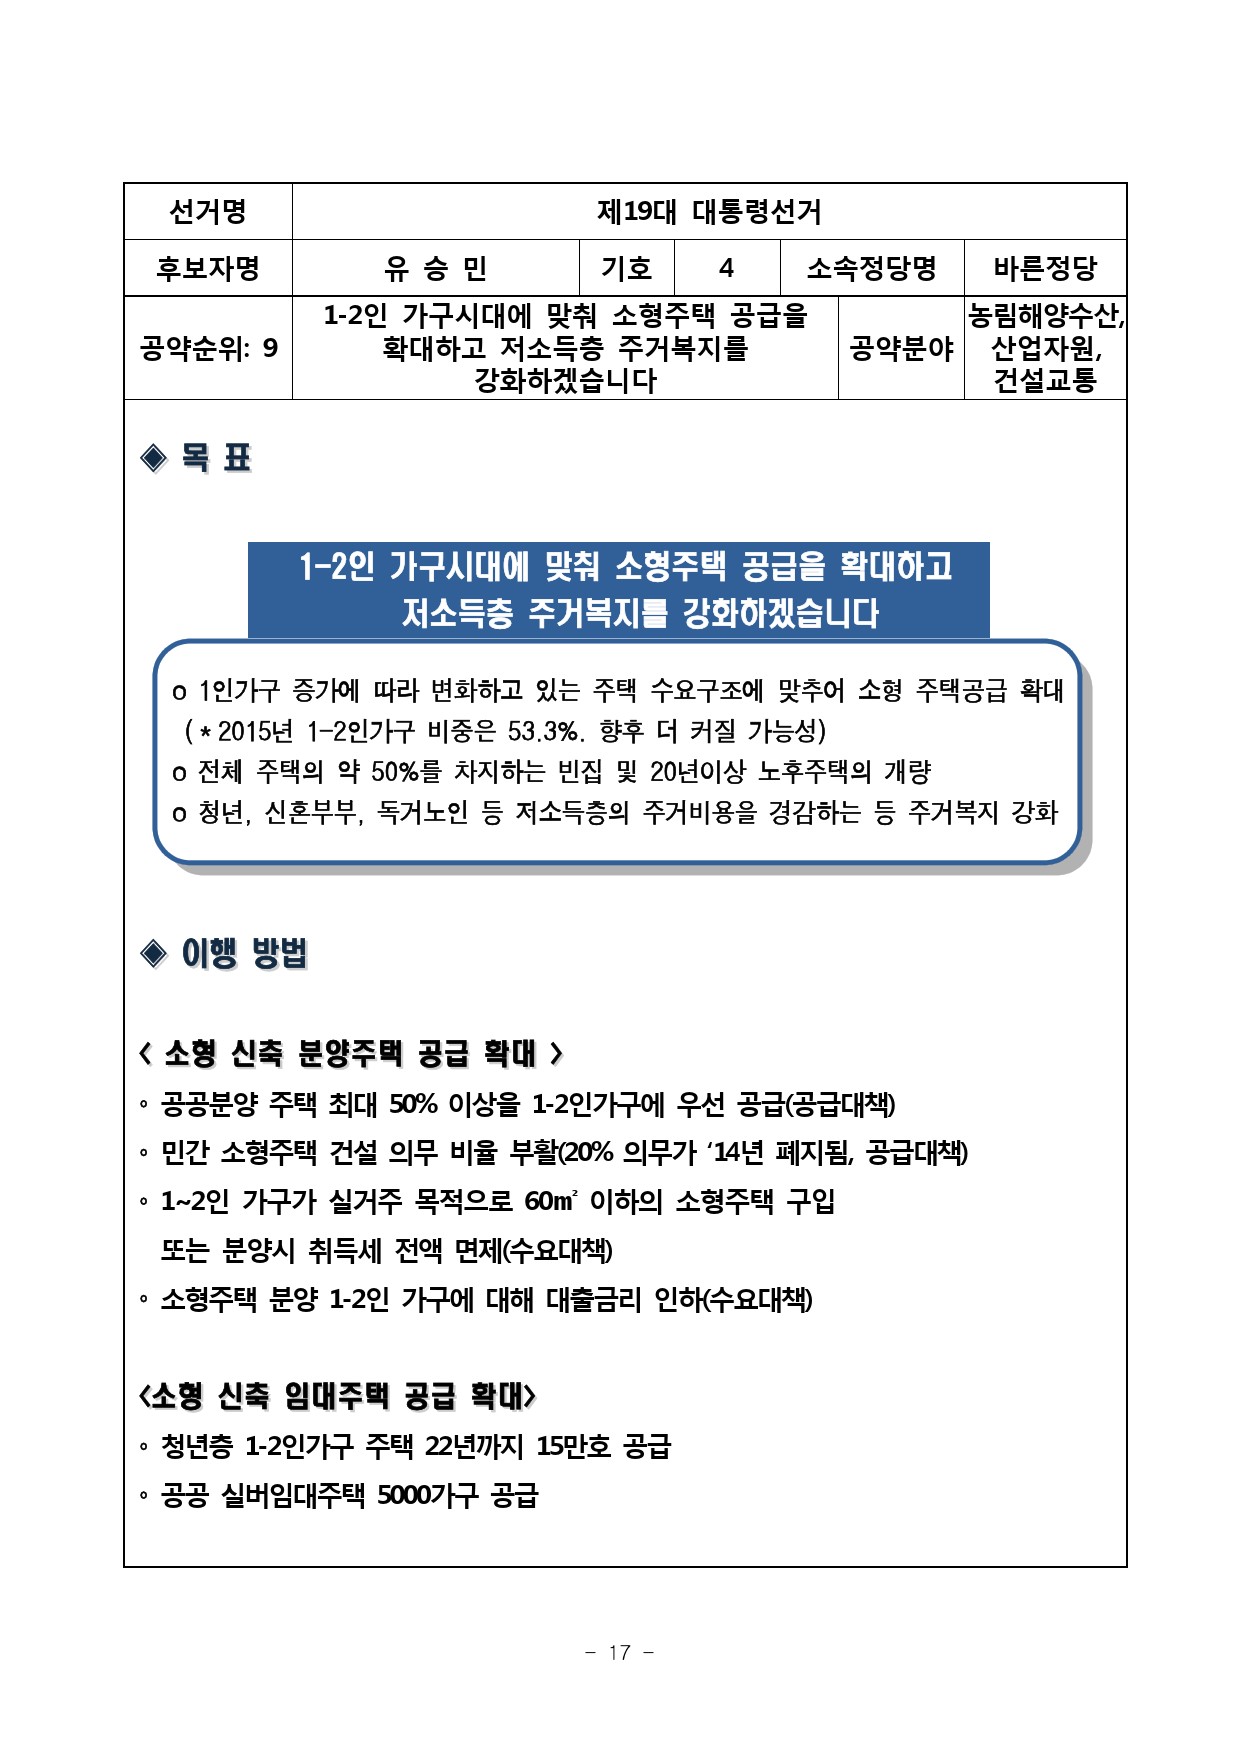 선거명 제19대 대통령선거
후보자명 유 승 민 기호 4 소속정당명 바른정당
공약순위: 9
1-2인 가구시대에 맞춰 소형주택 공급을
확대하고 저소득층 주거복지를
강화하겠습니다
공약분야
농림해양수산,
산업자원,
건설교통
◈ 목 표
1-2인 가구시대에 맞춰 소형주택 공급을 확대하고
저소득층 주거복지를 강화하겠습니다
o 1인가구 증가에 따라 변화하고 있는 주택 수요구조에 맞추어 소형 주택공급 확대
(*2015년 1-2인가구 비중은 53.3%. 향후 더 커질 가능성)
o 전체 주택의 약 50%를 차지하는 빈집 및 20년이상 노후주택의 개량
o 청년, 신혼부부, 독거노인 등 저소득층의 주거비용을 경감하는 등 주거복지 강화
◈ 이행 방법
< 소형 신축 분양주택 공급 확대 >
◦ 공공분양 주택 최대 50% 이상을 1-2인가구에 우선 공급(공급대책)
◦ 민간 소형주택 건설 의무 비율 부활(20% 의무가 ‘14년 폐지됨, 공급대책)
◦ 1~2인 가구가 실거주 목적으로 60㎡ 이하의 소형주택 구입
또는 분양시 취득세 전액 면제(수요대책)
◦ 소형주택 분양 1-2인 가구에 대해 대출금리 인하(수요대책)
<소형 신축 임대주택 공급 확대>
◦ 청년층 1-2인가구 주택 22년까지 15만호 공급
◦ 공공 실버임대주택 5000가구 공급
- 17 -